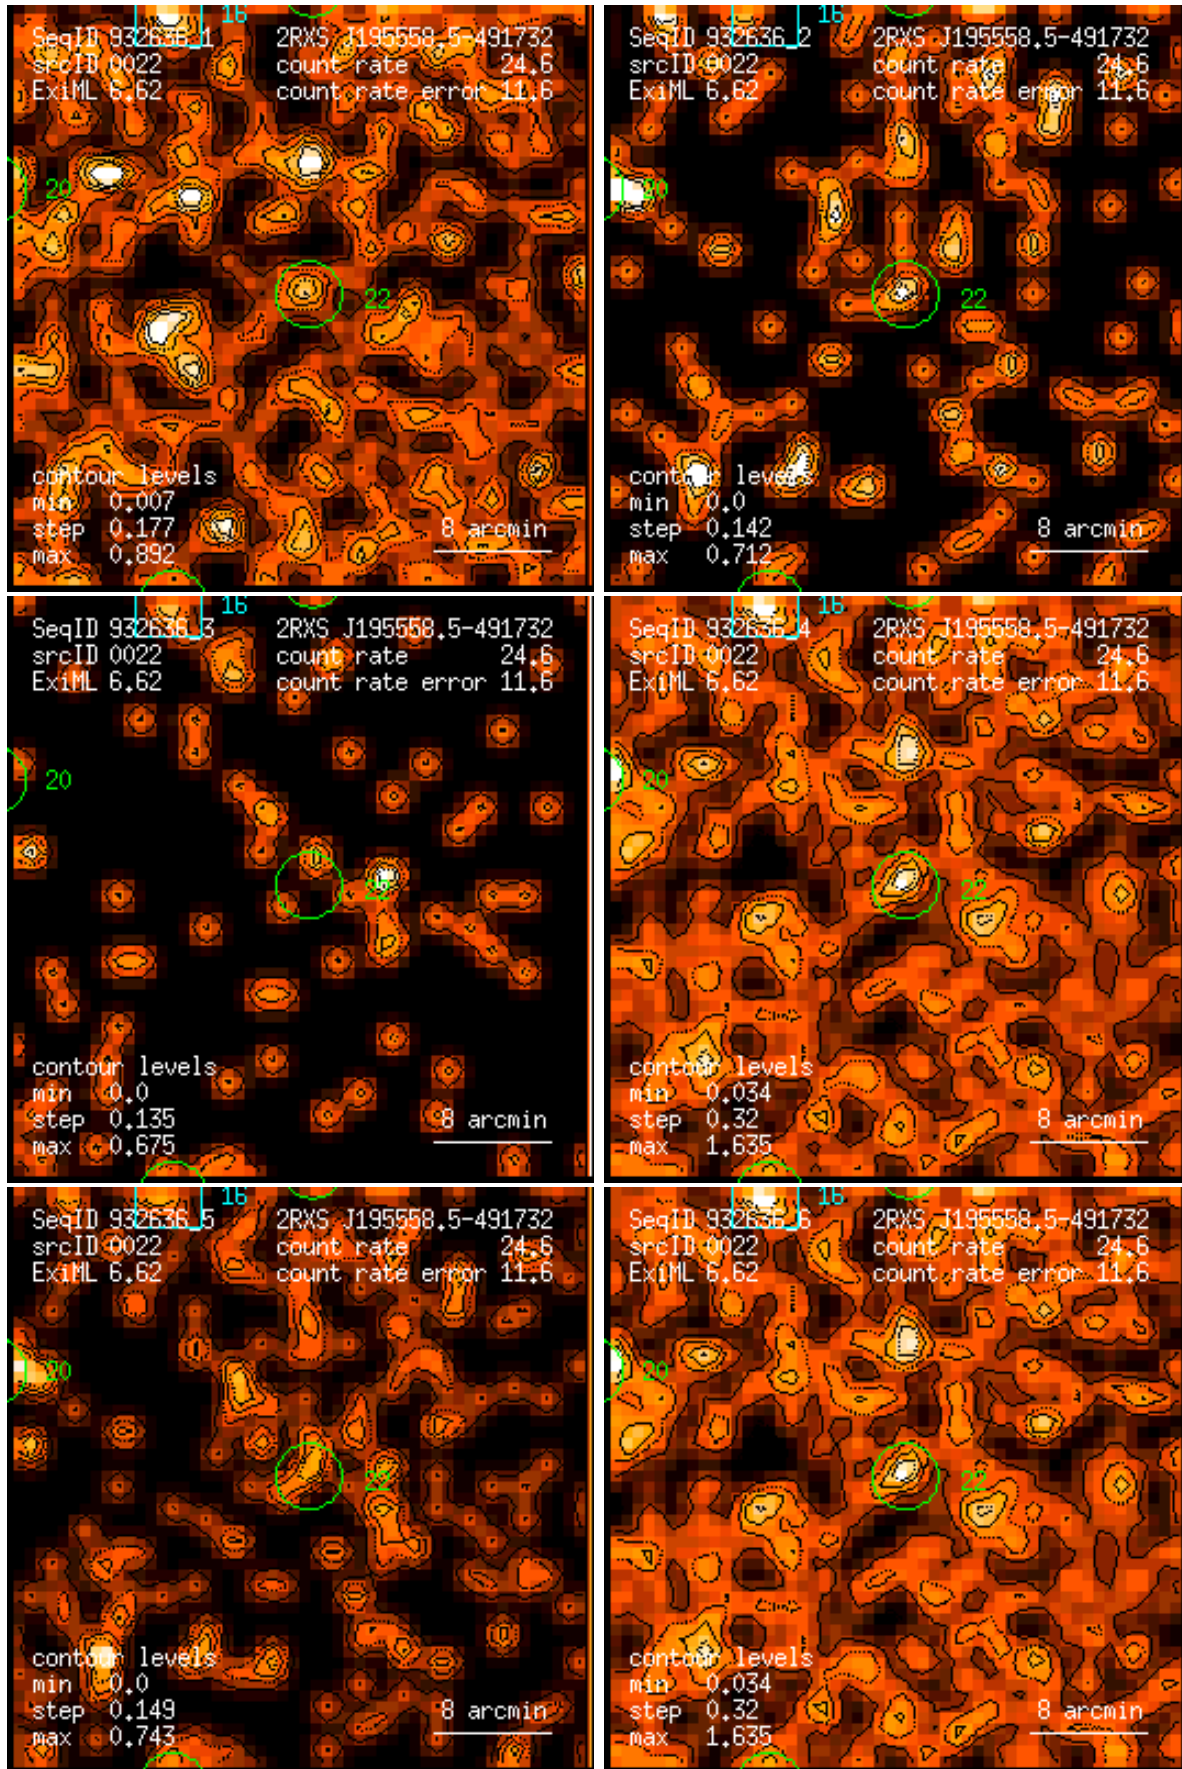 16
SeqID 932636_1 2RXS J195558.5-491732
srcID 0022 count rate 24.6
ExiML 6.62 count rate error 11.6
20
22
contour levels
min 0.007
step 0.177 8 arcmin
max 0.892
16
SeqID 932636_2 2RXS J195558.5-491732
srcID 0022 count rate 24.6
ExiML 6.62 count rate error 11.6
20
22
contour levels
min 0.0
step 0.142 8 arcmin
max 0.712
16
SeqID 932636_3 2RXS J195558.5-491732
srcID 0022 count rate 24.6
ExiML 6.62 count rate error 11.6
20
22
contour levels
min 0.0
step 0.135 8 arcmin
max 0.675
16
SeqID 932636_4 2RXS J195558.5-491732
srcID 0022 count rate 24.6
ExiML 6.62 count rate error 11.6
20
22
contour levels
min 0.034
step 0.32 8 arcmin
max 1.635
16
SeqID 932636_5 2RXS J195558.5-491732
srcID 0022 count rate 24.6
ExiML 6.62 count rate error 11.6
20
22
contour levels
min 0.0
step 0.149 8 arcmin
max 0.743
16
SeqID 932636_6 2RXS J195558.5-491732
srcID 0022 count rate 24.6
ExiML 6.62 count rate error 11.6
20
22
contour levels
min 0.034
step 0.32 8 arcmin
max 1.635